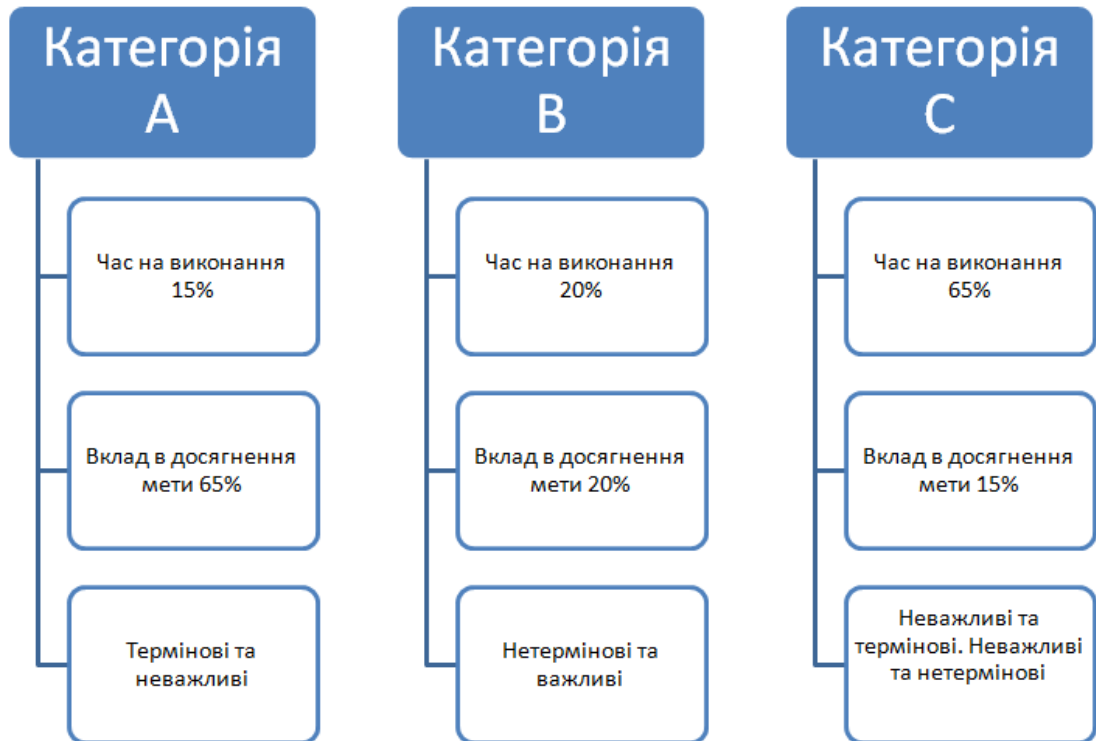 Категорія
А
Час на виконання
15%
Вклад в досягнення
мети 65%
Термінові та
неважливі
Категорія
В
Час на виконання
20%
Вклад в досягнення
мети 20%
Нетермінові та
важливі
Категорія
С
Час на виконання
65%
Вклад в досягнення
мети 15%
Неважливі та
термінові. Неважливі
та нетермінові